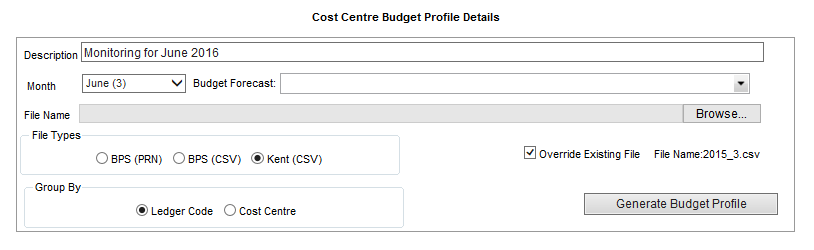 Cost Centre Budget Profile Details
Description Monitoring for June 2016
Month June (3) Budget Forecast:
File Name Browse...
File Types
BPS (PRN) BPS (CSV) Kent (CSV)
Override Existing File File Name:2015_3.csv
Group By
Ledger Code Cost Centre
Generate Budget Profile